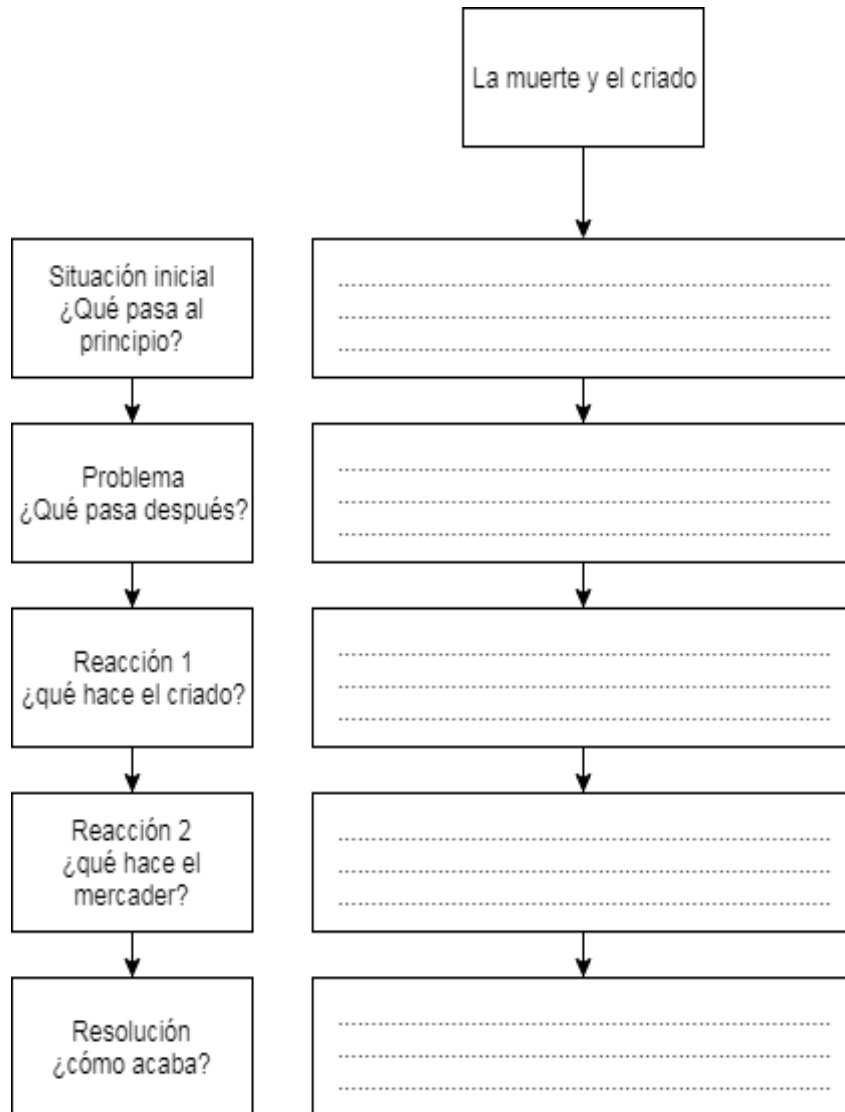 La muerte y el criado
Situación inicial
¿Qué pasa al
principio?
Problema
¿Qué pasa después?
Reacción 1
¿qué hace el criado?
Reacción 2
¿qué hace el
mercader?
Resolución
¿cómo acaba?